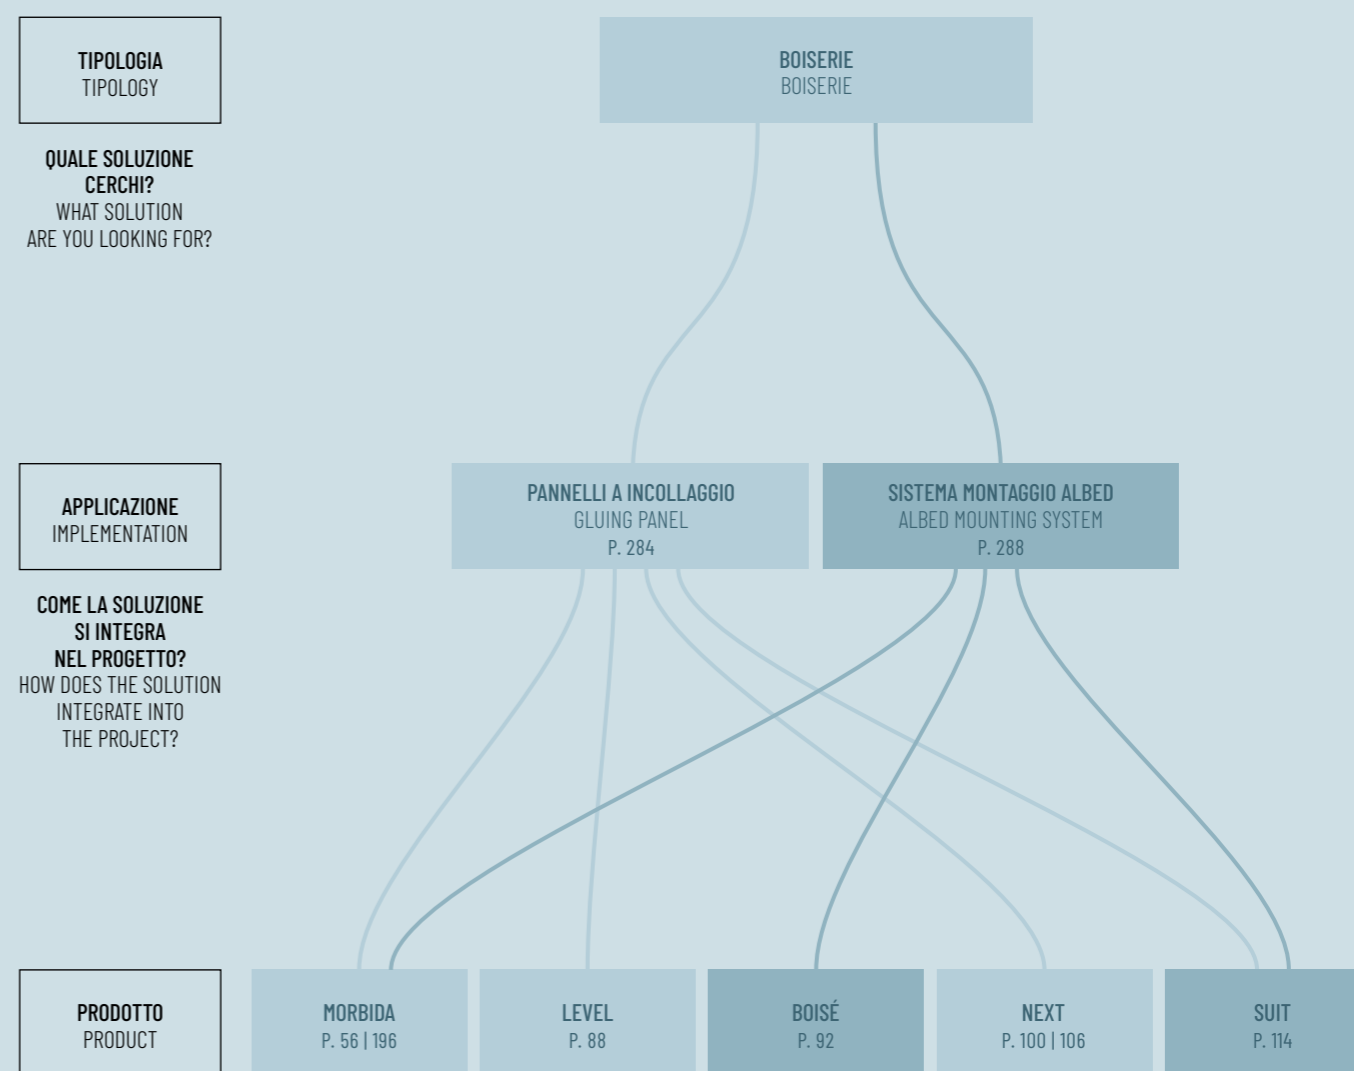 TIPOLOGIA
TIPOLOGY
BOISERIE
BOISERIE
QUALE SOLUZIONE
CERCHI?
WHAT SOLUTION
ARE YOU LOOKING FOR?
APPLICAZIONE
IMPLEMENTATION
PANNELLI A INCOLLAGGIO
GLUING PANEL
P. 284
SISTEMA MONTAGGIO ALBED
ALBED MOUNTING SYSTEM
P. 288
COME LA SOLUZIONE
SI INTEGRA
NEL PROGETTO?
HOW DOES THE SOLUTION
INTEGRATE INTO
THE PROJECT?
PRODOTTO
PRODUCT
MORBIDA
P. 56 | 196
LEVEL
P. 88
BOISÉ
P. 92
NEXT
P. 100 | 106
SUIT
P. 114